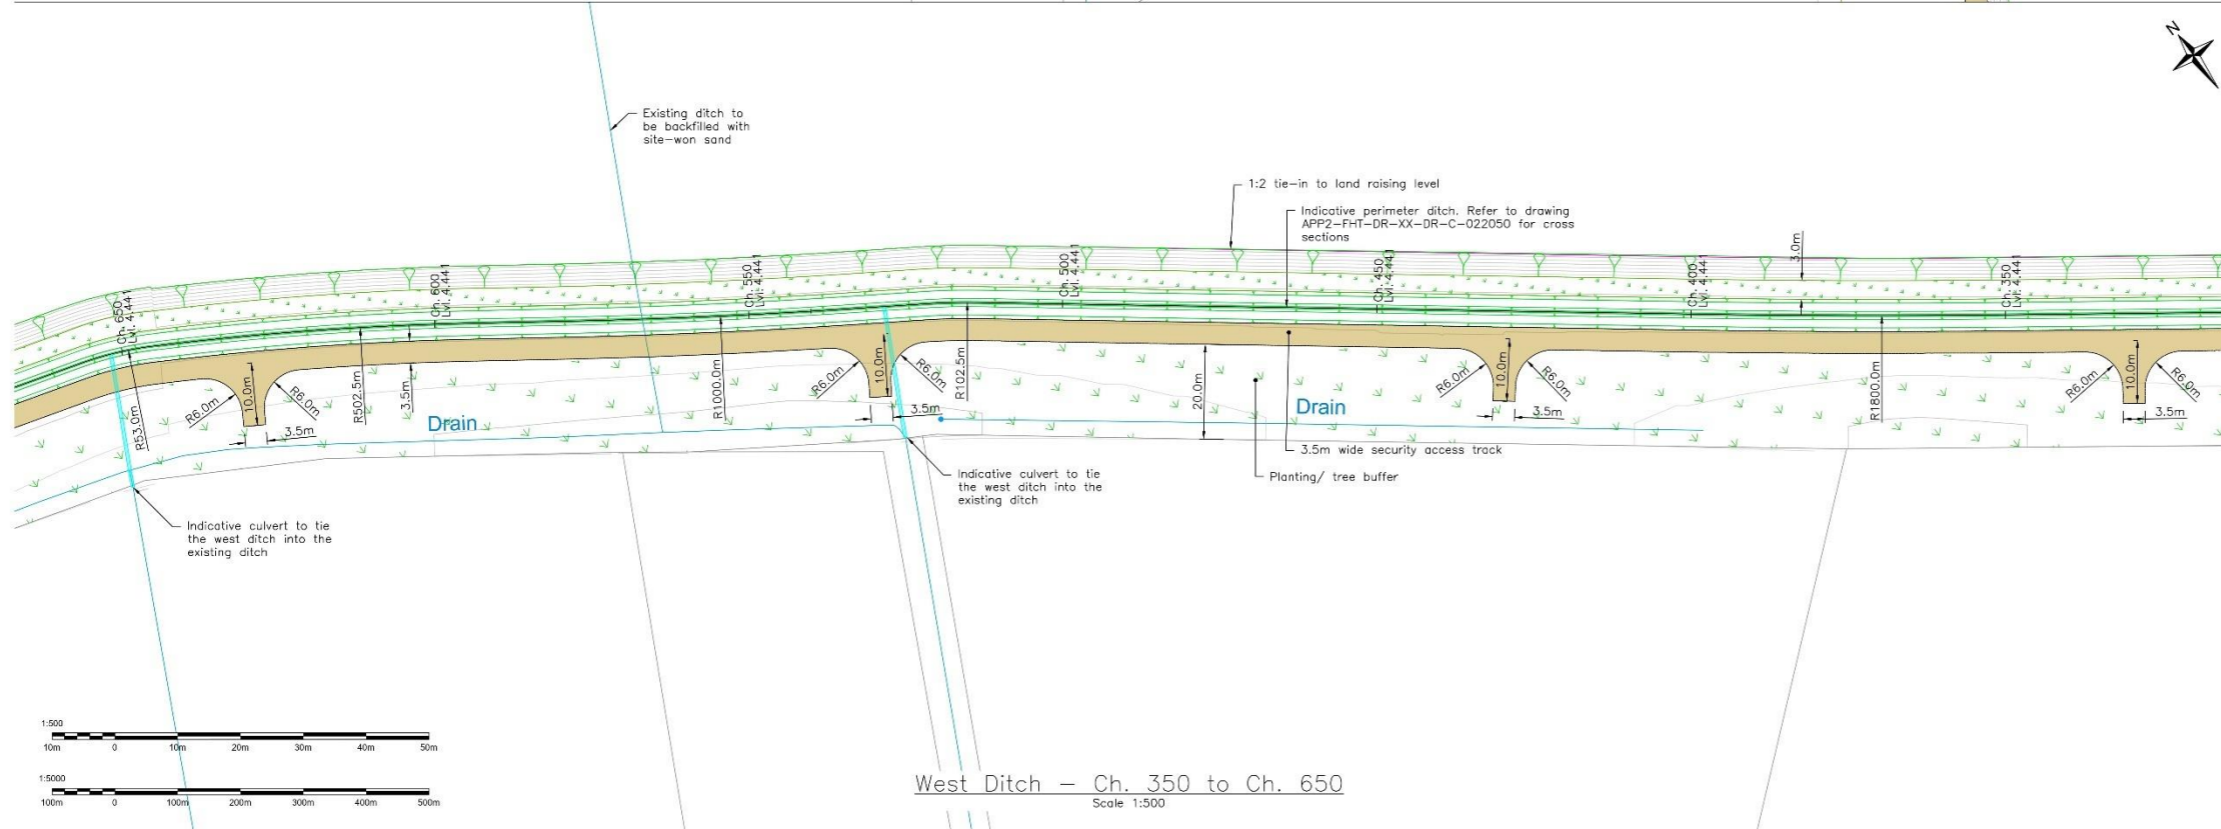 N
Existing ditch to
be backfilled with
site-won sand
1:2 tie-in to land raising level
Indicative perimeter ditch. Refer to drawing
APP2-FHT-DR-XX-DR-C-022050 for cross
sections
3.0m
Ch: 650
Lvl: 4.441
Ch: 600
Lvl: 4.441
Ch: 550
Lvl: 4.441
Ch: 500
Lvl: 4.441
Ch: 450
Lvl: 4.441
Ch: 400
Lvl: 4.441
Ch: 350
Lvl: 4.441
R53.0m
R6.0m
10.0m
R6.0m
3.5m
R502.5m
3.5m
Drain
R1000.0m
R6.0m
10.0m
R6.0m
3.5m
R102.5m
20.0m
Drain
R6.0m
10.0m
R6.0m
3.5m
R1800.0m
R6.0m
10.0m
R6.0m
3.5m
3.5m wide security access track
Planting/ tree buffer
Indicative culvert to tie
the west ditch into the
existing ditch
Indicative culvert to tie
the west ditch into the
existing ditch
1:500
10m 0 10m 20m 30m 40m 50m
1:5000
100m 0 100m 200m 300m 400m 500m
West Ditch - Ch. 350 to Ch. 650
Scale 1:500